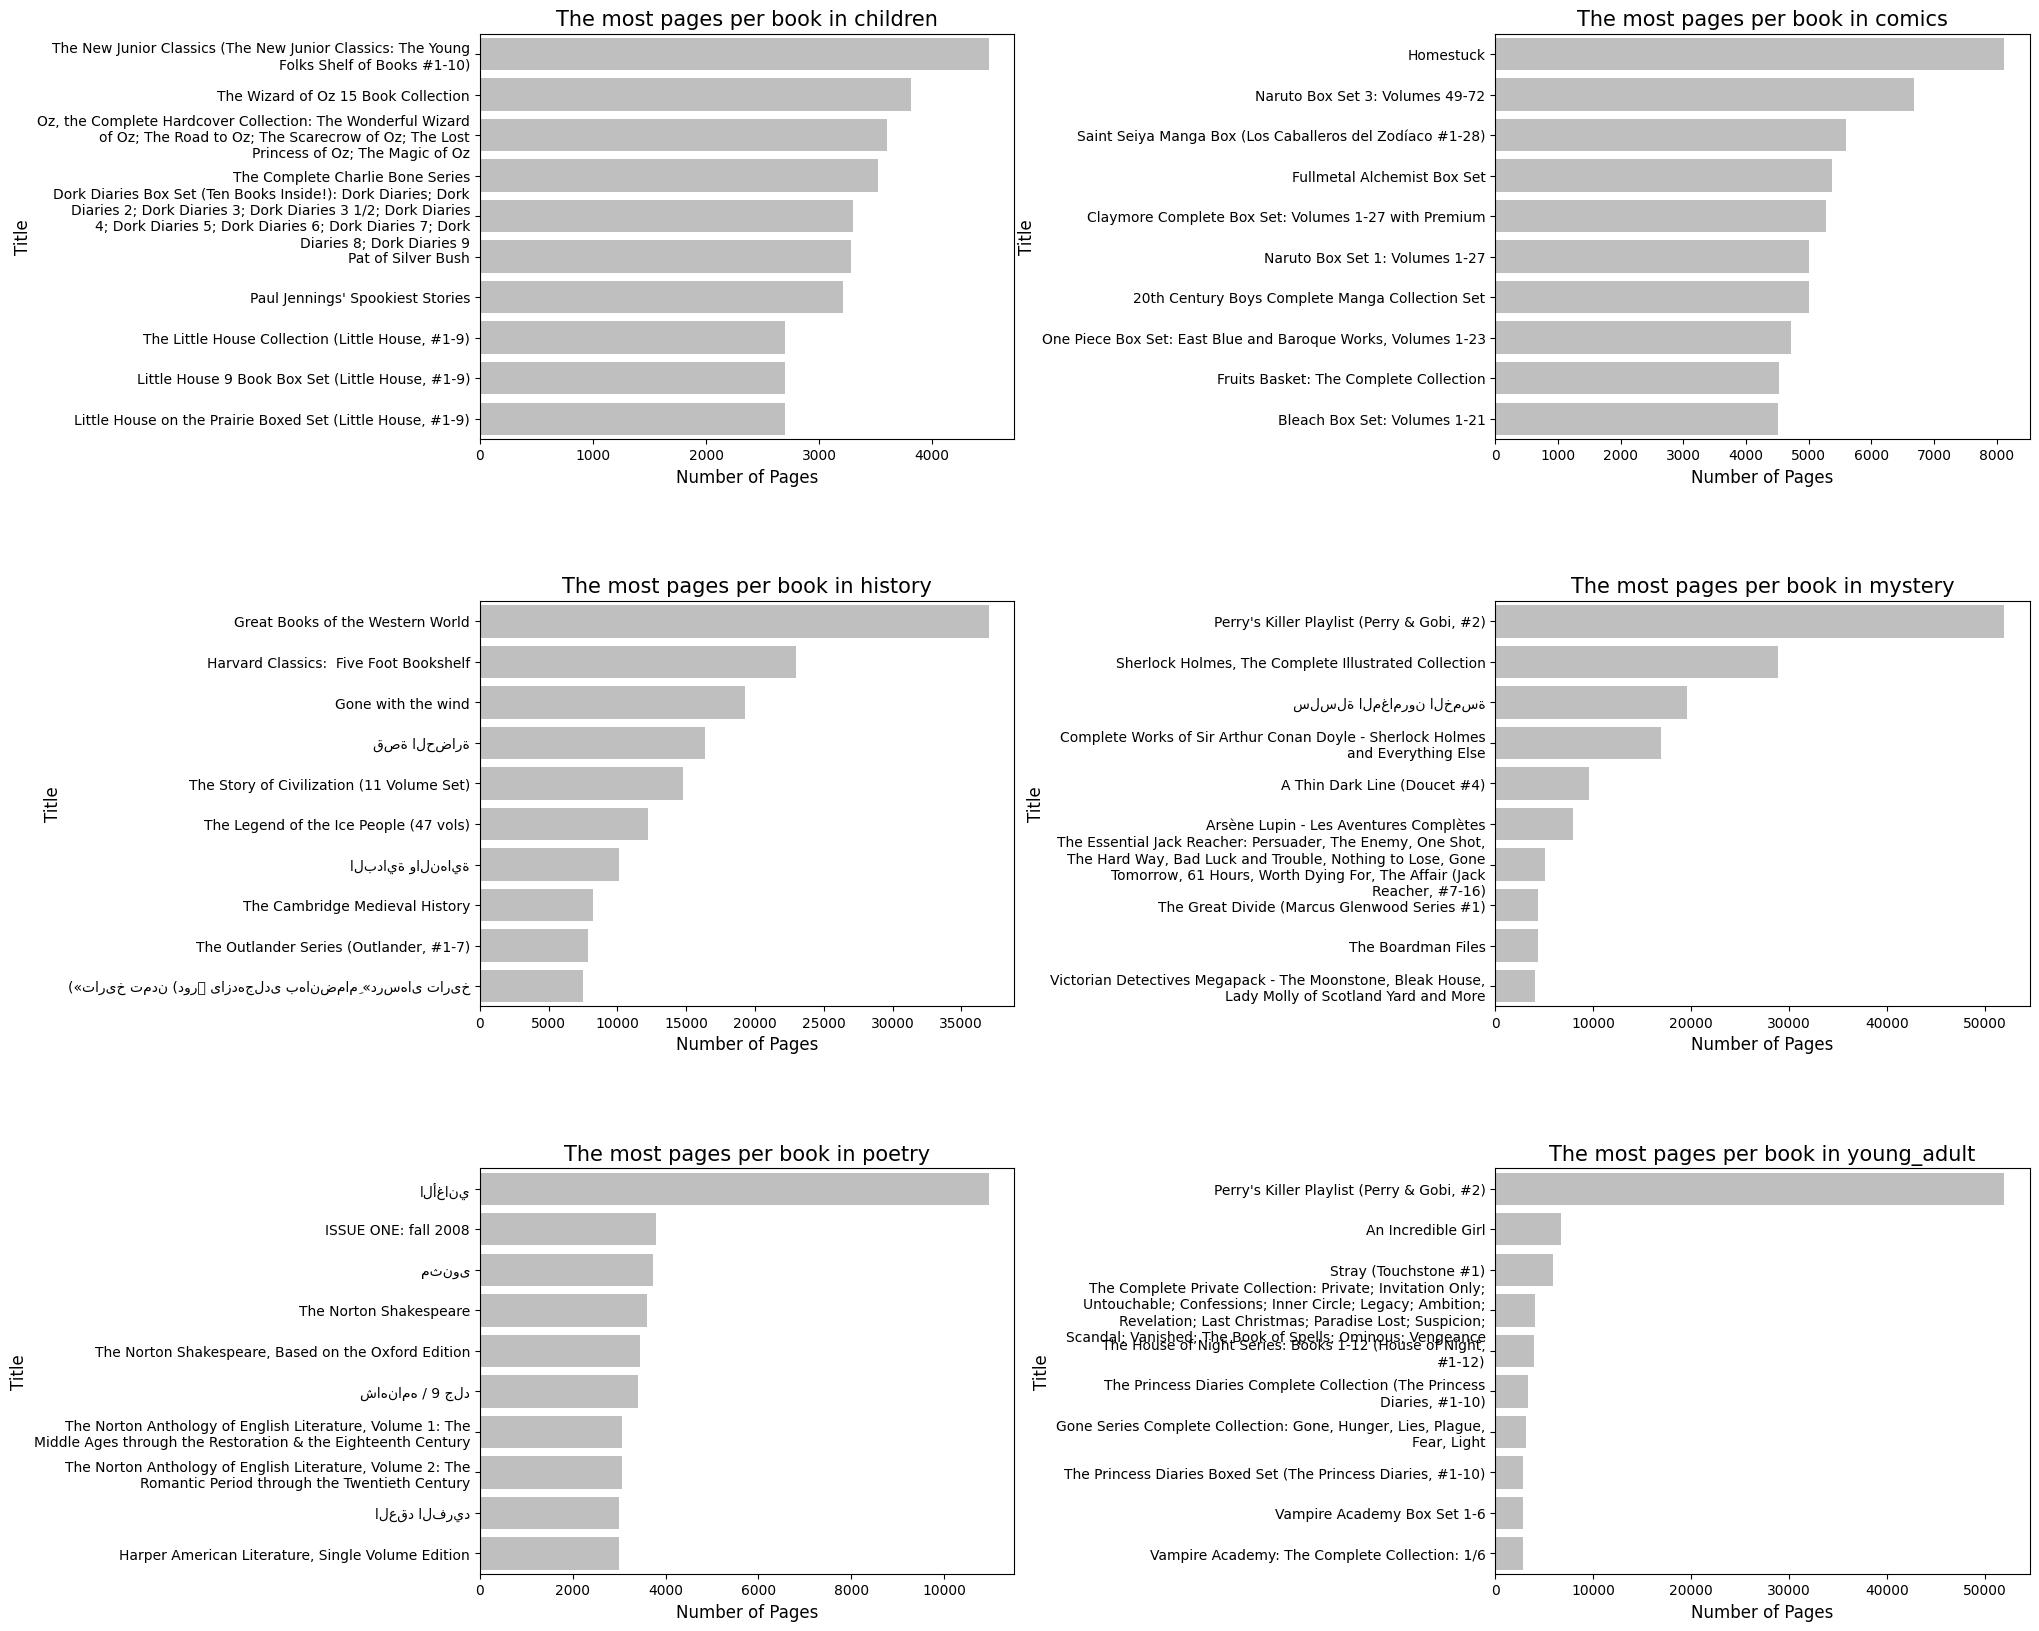 The most pages per book in children
The New Junior Classics (The New Junior Classics: The Young
Folks Shelf of Books #1-10)
The Wizard of Oz 15 Book Collection
Oz, the Complete Hardcover Collection: The Wonderful Wizard
of Oz; The Road to Oz; The Scarecrow of Oz; The Lost
Princess of Oz; The Magic of Oz
The Complete Charlie Bone Series
Dork Diaries Box Set (Ten Books Inside!): Dork Diaries; Dork
Diaries 2; Dork Diaries 3; Dork Diaries 3 1/2; Dork Diaries
4; Dork Diaries 5; Dork Diaries 6; Dork Diaries 7; Dork
Diaries 8; Dork Diaries 9
Pat of Silver Bush
Paul Jennings' Spookiest Stories
The Little House Collection (Little House, #1-9)
Little House 9 Book Box Set (Little House, #1-9)
Little House on the Prairie Boxed Set (Little House, #1-9)
Title
0 1000 2000 3000 4000
Number of Pages
The most pages per book in comics
Homestuck
Naruto Box Set 3: Volumes 49-72
Saint Seiya Manga Box (Los Caballeros del Zodíaco #1-28)
Fullmetal Alchemist Box Set
Claymore Complete Box Set: Volumes 1-27 with Premium
Naruto Box Set 1: Volumes 1-27
20th Century Boys Complete Manga Collection Set
One Piece Box Set: East Blue and Baroque Works, Volumes 1-23
Fruits Basket: The Complete Collection
Bleach Box Set: Volumes 1-21
Title
0 1000 2000 3000 4000 5000 6000 7000 8000
Number of Pages
The most pages per book in history
Great Books of the Western World
Harvard Classics:  Five Foot Bookshelf
Gone with the wind
قصة الحضارة
The Story of Civilization (11 Volume Set)
The Legend of the Ice People (47 vols)
البداية والنهاية
The Cambridge Medieval History
The Outlander Series (Outlander, #1-7)
تاریخ تمدن (دور یازدهجلدی بهانضمام «درسهای تاریخ»)
Title
0 5000 10000 15000 20000 25000 30000 35000
Number of Pages
The most pages per book in mystery
Perry's Killer Playlist (Perry & Gobi, #2)
Sherlock Holmes, The Complete Illustrated Collection
سلسلة المغامرون الخمسة
Complete Works of Sir Arthur Conan Doyle - Sherlock Holmes
and Everything Else
A Thin Dark Line (Doucet #4)
Arsène Lupin - Les Aventures Complètes
The Essential Jack Reacher: Persuader, The Enemy, One Shot,
The Hard Way, Bad Luck and Trouble, Nothing to Lose, Gone
Tomorrow, 61 Hours, Worth Dying For, The Affair (Jack
Reacher, #7-16)
The Great Divide (Marcus Glenwood Series #1)
The Boardman Files
Victorian Detectives Megapack - The Moonstone, Bleak House,
Lady Molly of Scotland Yard and More
Title
0 10000 20000 30000 40000 50000
Number of Pages
The most pages per book in poetry
الأغاني
ISSUE ONE: fall 2008
مثنوی
The Norton Shakespeare
The Norton Shakespeare, Based on the Oxford Edition
شاهنامه / 9 جلد
The Norton Anthology of English Literature, Volume 1: The
Middle Ages through the Restoration & the Eighteenth Century
The Norton Anthology of English Literature, Volume 2: The
Romantic Period through the Twentieth Century
العقد الفريد
Harper American Literature, Single Volume Edition
Title
0 2000 4000 6000 8000 10000
Number of Pages
The most pages per book in young_adult
Perry's Killer Playlist (Perry & Gobi, #2)
An Incredible Girl
Stray (Touchstone #1)
The Complete Private Collection: Private; Invitation Only;
Untouchable; Confessions; Inner Circle; Legacy; Ambition;
Revelation; Last Christmas; Paradise Lost; Suspicion;
Scandal; Vanished; The Book of Spells; Ominous; Vengeance
The House of Night Series: Books 1-12 (House of Night,
#1-12)
The Princess Diaries Complete Collection (The Princess
Diaries, #1-10)
Gone Series Complete Collection: Gone, Hunger, Lies, Plague,
Fear, Light
The Princess Diaries Boxed Set (The Princess Diaries, #1-10)
Vampire Academy Box Set 1-6
Vampire Academy: The Complete Collection: 1/6
Title
0 10000 20000 30000 40000 50000
Number of Pages